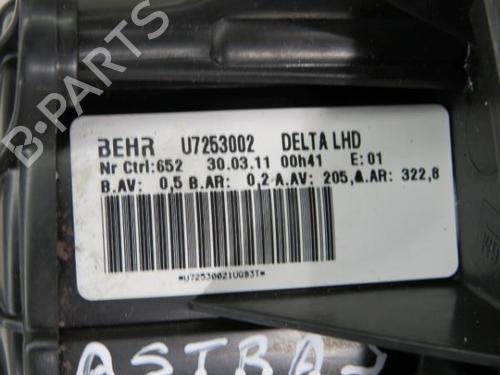 BEHR U7253002 DELTA LHD
Nr Ctrl:652 30.03.11 00h41 E:01
B.AV: 0,5 B.AR: 0,2 A.AV: 205, A.AR: 322,8
*U72530021UGB3T*
ASTRA J
B PARTS